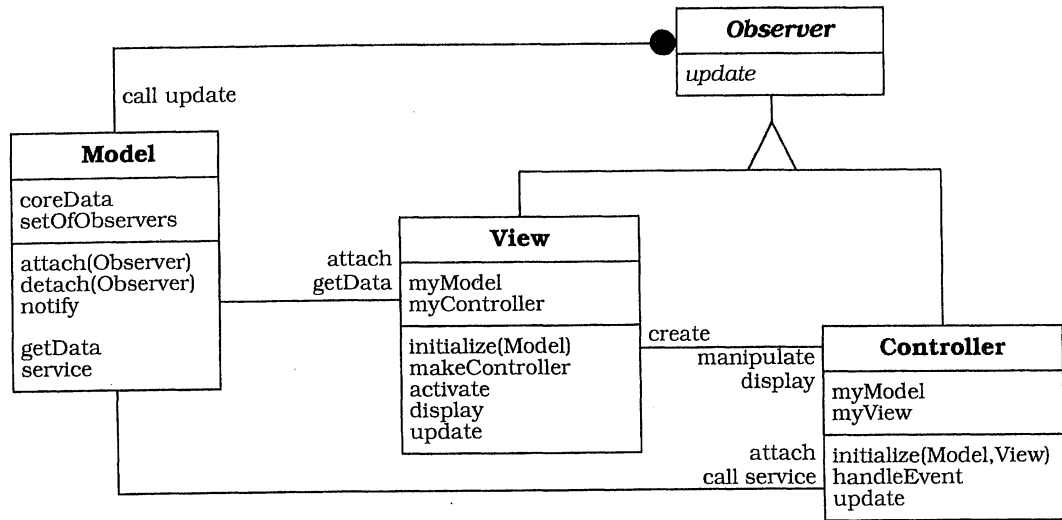 Observer
update
call update
Model
coreData
setOfObservers
attach(Observer)
detach(Observer)
notify
getData
service
attach
getData
View
myModel
myController
initialize(Model)
makeController
activate
display
update
create
manipulate
display
Controller
myModel
myView
attach
call service
initialize(Model,View)
handleEvent
update